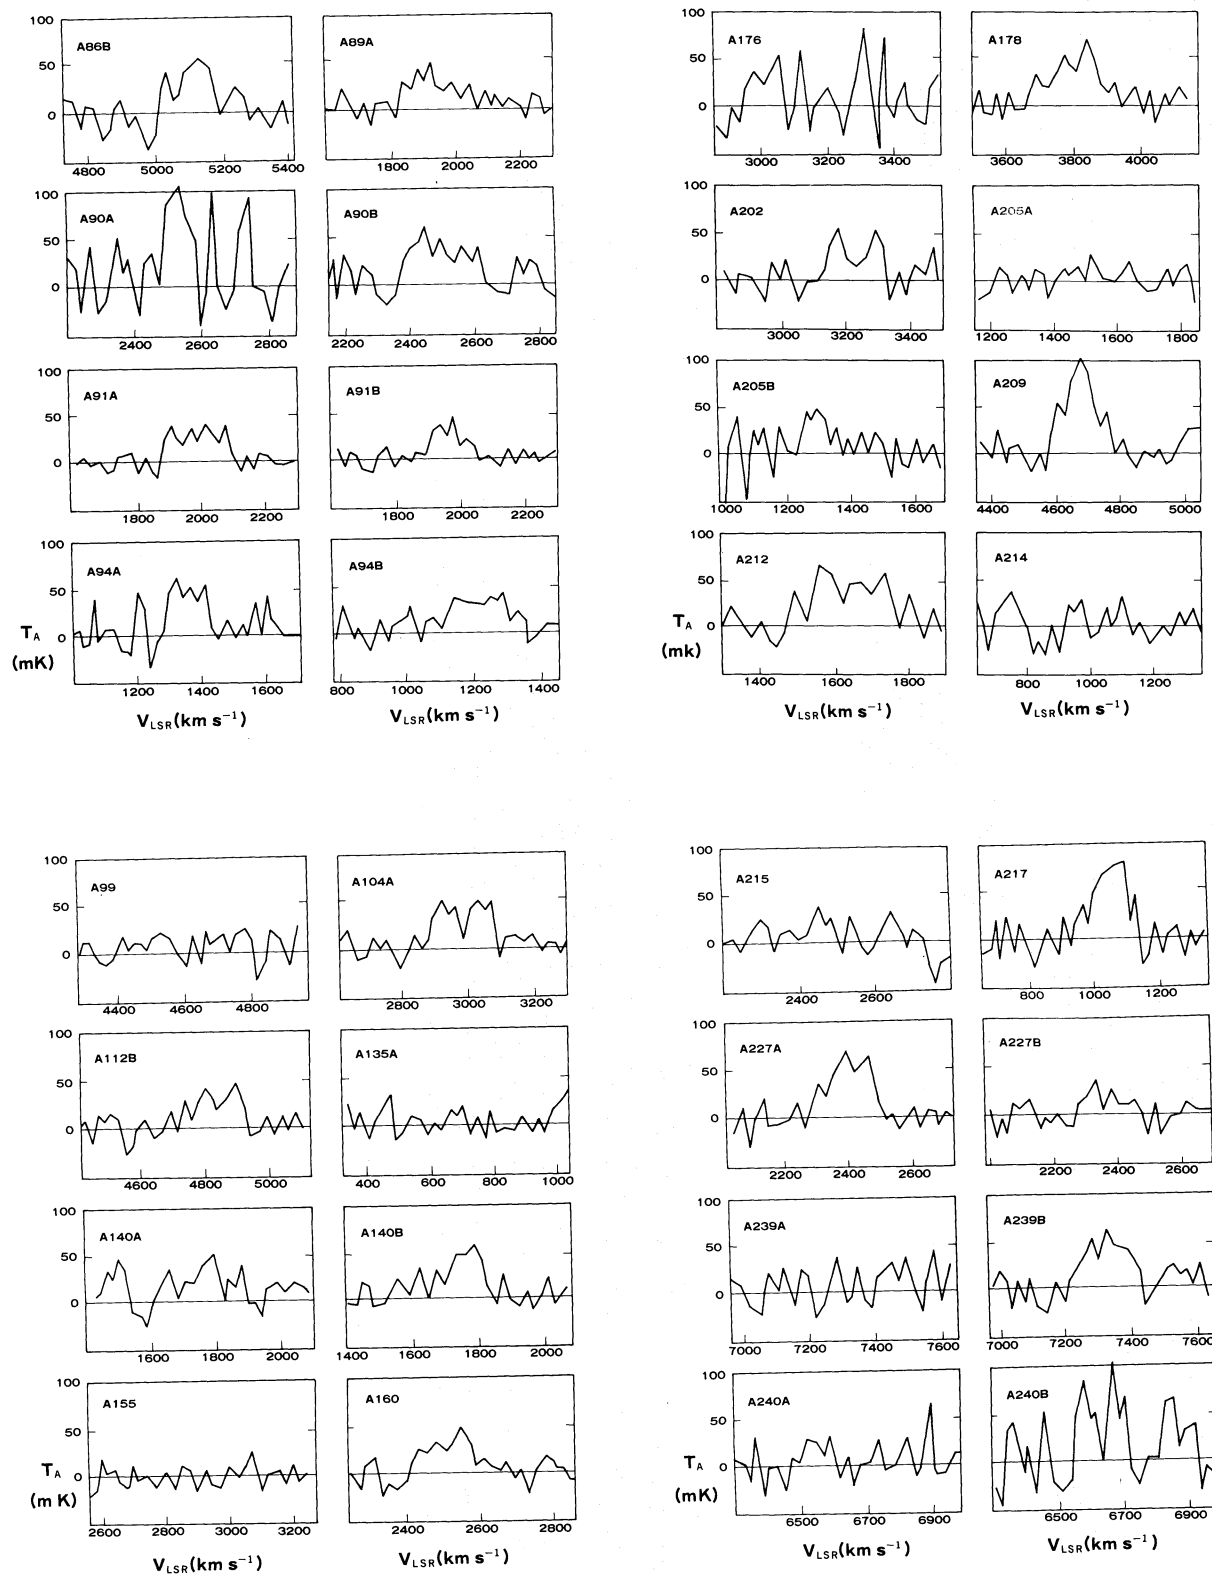 100
50
0
A86B
4800 5000 5200 5400
A89A
1800 2000 2200
100
50
0
A90A
2400 2600 2800
A90B
2200 2400 2600 2800
100
50
0
A91A
1800 2000 2200
A91B
1800 2000 2200
100
50
0
TA
(mK)
A94A
1200 1400 1600
A94B
800 1000 1200 1400
VLSR(km s⁻¹)
VLSR(km s⁻¹)
100
50
0
A176
3000 3200 3400
A178
3600 3800 4000
100
50
0
A202
3000 3200 3400
A205A
1200 1400 1600 1800
100
50
0
A205B
1000 1200 1400 1600
A209
4400 4600 4800 5000
100
50
0
TA
(mk)
A212
1400 1600 1800
A214
800 1000 1200
VLSR(km s⁻¹)
VLSR(km s⁻¹)
100
50
0
A99
4400 4600 4800
A104A
2800 3000 3200
100
50
0
A112B
4600 4800 5000
A135A
400 600 800 1000
100
50
0
A140A
1600 1800 2000
A140B
1400 1600 1800 2000
100
50
0
TA
(m K)
A155
2600 2800 3000 3200
A160
2400 2600 2800
VLSR(km s⁻¹)
VLSR(km s⁻¹)
100
50
0
A215
2400 2600
A217
800 1000 1200
100
50
0
A227A
2200 2400 2600
A227B
2200 2400 2600
100
50
0
A239A
7000 7200 7400 7600
A239B
7000 7200 7400 7600
100
50
0
TA
(mK)
A240A
6500 6700 6900
A240B
6500 6700 6900
VLSR(km s⁻¹)
VLSR(km s⁻¹)